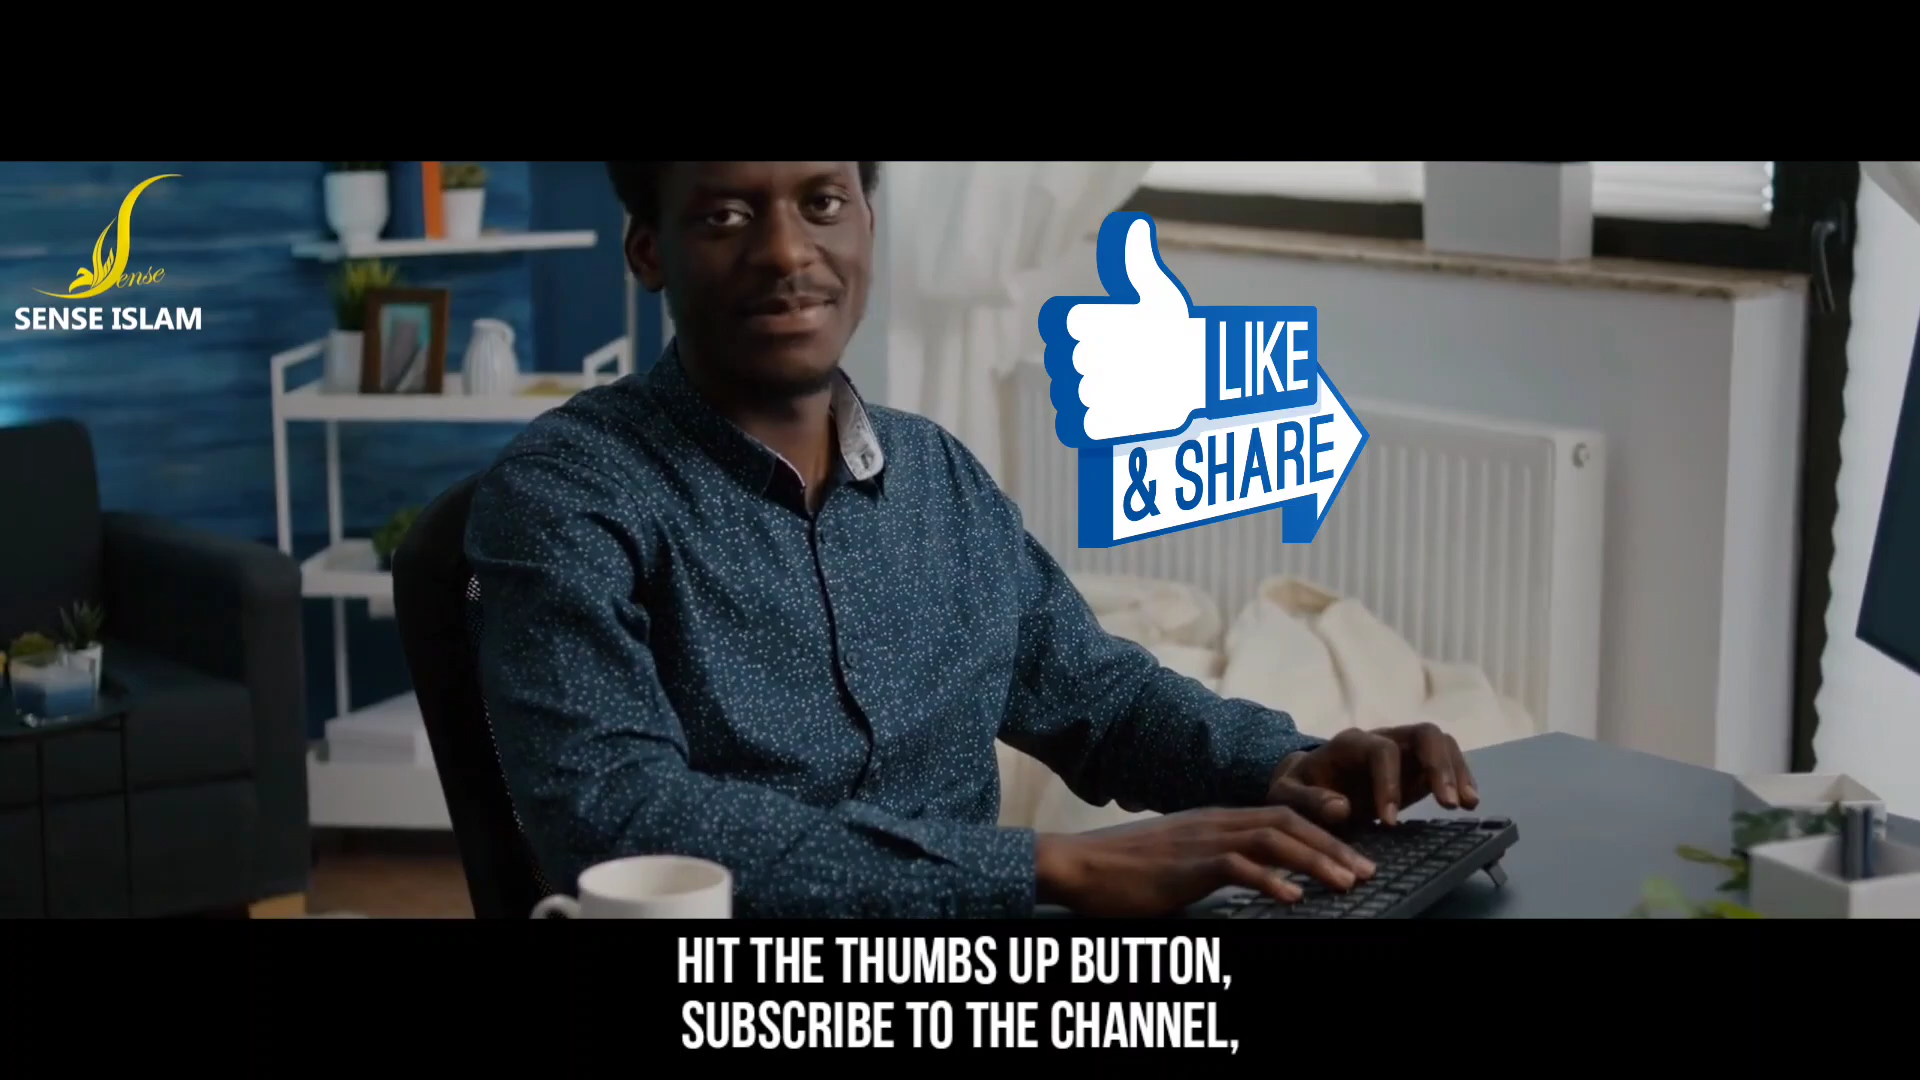 Sense
SENSE ISLAM
LIKE
& SHARE
HIT THE THUMBS UP BUTTON,
SUBSCRIBE TO THE CHANNEL,